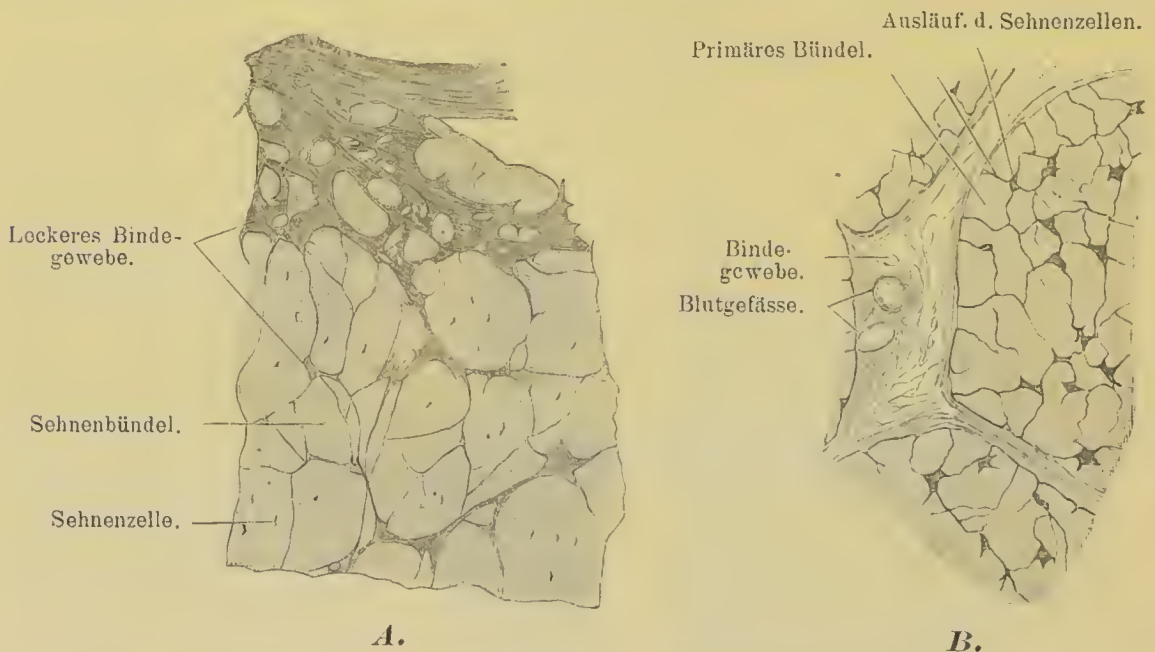 Lockeres Binde-
gewebe.
Sehnenbündel.
Sehnenzelle.
A.
Ausläuf. d. Sehnenzellen.
Primäres Bündel.
Binde-
gewebe.
Blutgefässe.
B.